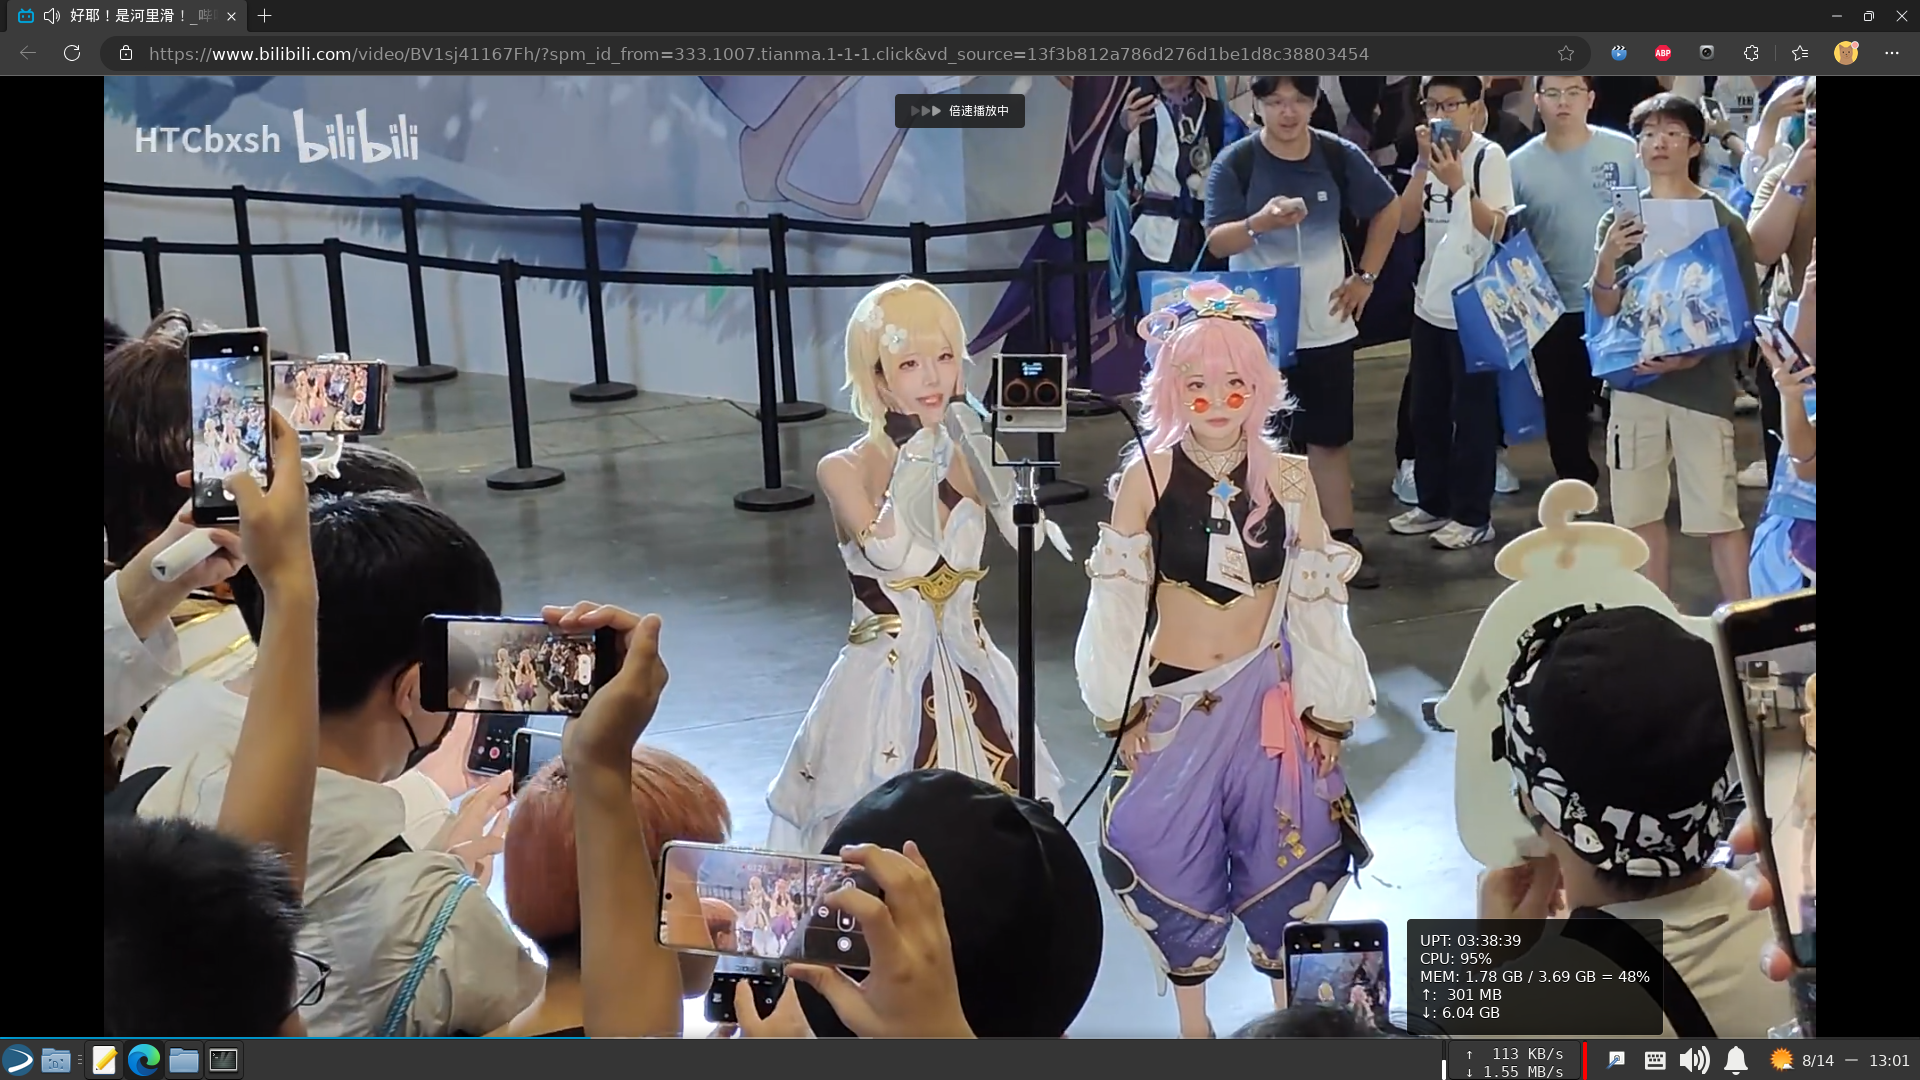 好耶！是河里滑！_哔
https://www.bilibili.com/video/BV1sj41167Fh/?spm_id_from=333.1007.tianma.1-1-1.click&vd_source=13f3b812a786d276d1be1d8c38803454
ABP
HTCbxsh bilibili
倍速播放中
UPT: 03:38:39
CPU: 95%
MEM: 1.78 GB / 3.69 GB = 48%
↑: 301 MB
↓: 6.04 GB
↑ 113 KB/s
↓ 1.55 MB/s
8/14 一 13:01